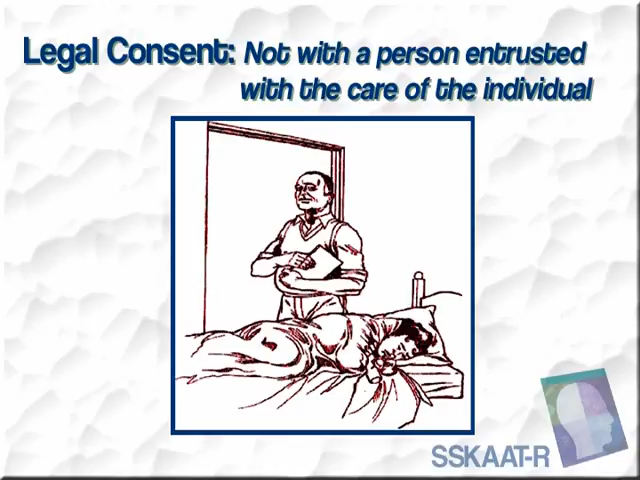 Legal Consent: Not with a person entrusted
with the care of the individual
SSKAAT-R